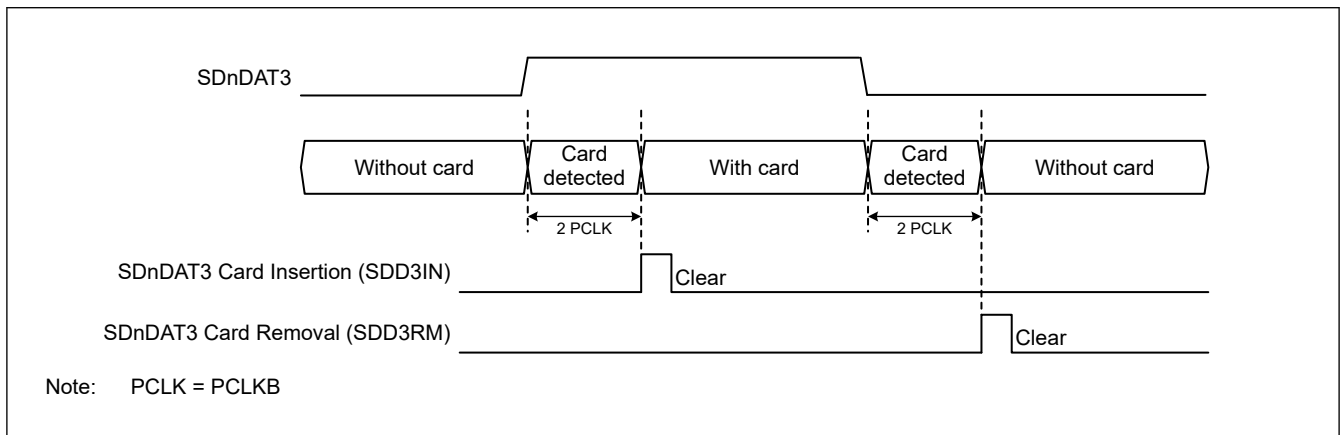 SDnDAT3
Without card
Card
detected
With card
Card
detected
Without card
2 PCLK
2 PCLK
SDnDAT3 Card Insertion (SDD3IN)
Clear
SDnDAT3 Card Removal (SDD3RM)
Clear
Note: PCLK = PCLKB